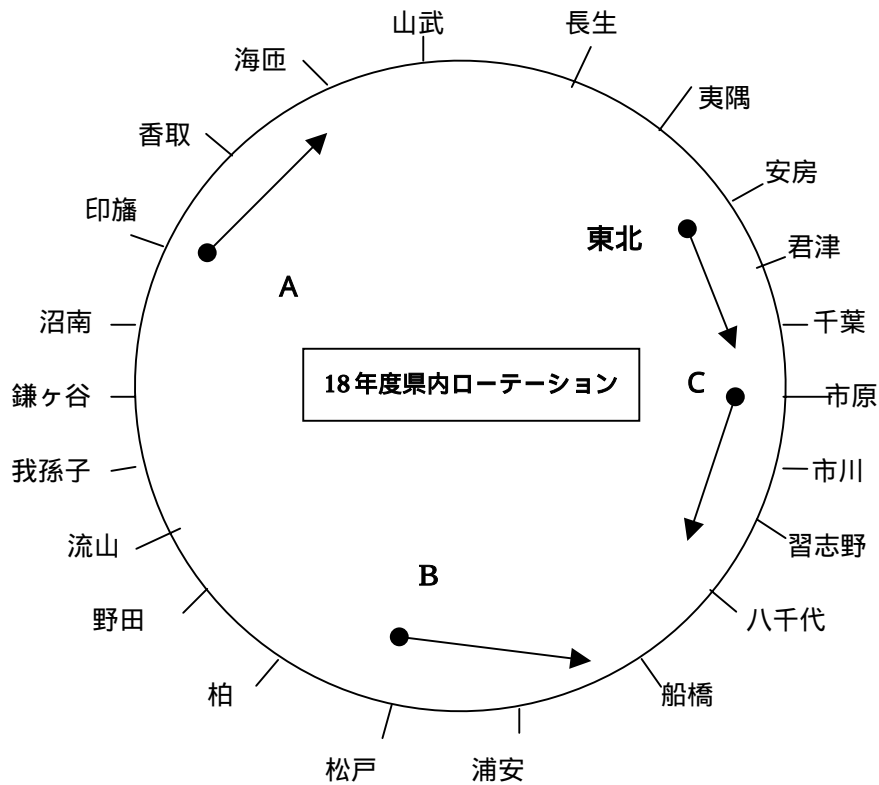 山武
長生
海匝
夷隅
香取
安房
印旛
東北
君津
A
沼南
千葉
18年度県内ローテーション
C
鎌ヶ谷
市原
我孫子
市川
流山
習志野
B
野田
八千代
柏
船橋
松戸
浦安